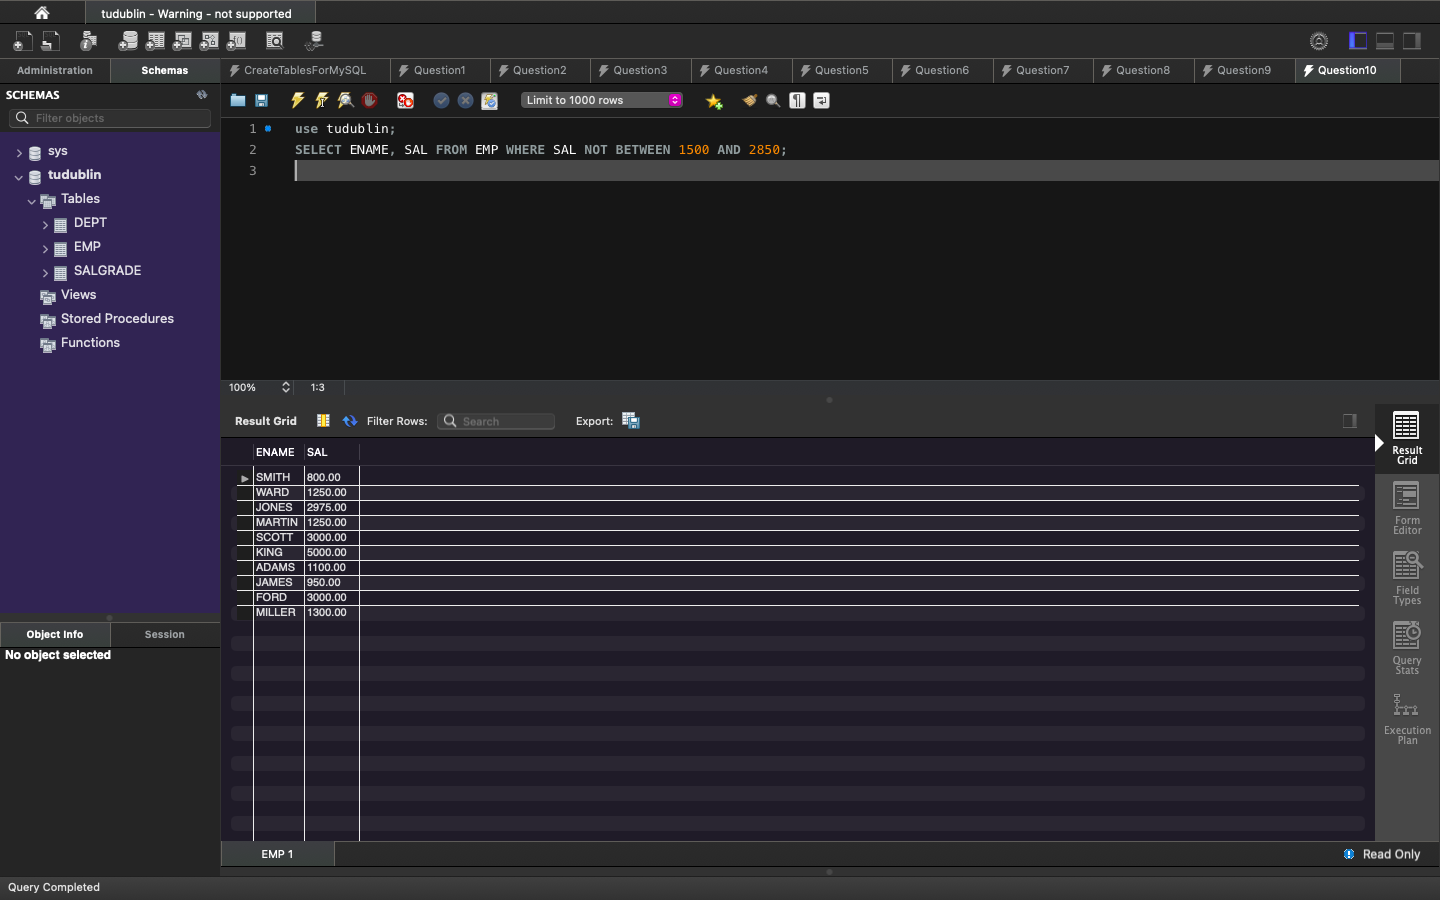 tudublin - Warning - not supported
Administration
Schemas
CreateTablesForMySQL
Question1
Question2
Question3
Question4
Question5
Question6
Question7
Question8
Question9
Question10
SCHEMAS
Filter objects
Limit to 1000 rows
sys
tudublin
Tables
DEPT
EMP
SALGRADE
Views
Stored Procedures
Functions
1 use tudublin;
2 SELECT ENAME, SAL FROM EMP WHERE SAL NOT BETWEEN 1500 AND 2850;
3
100% 1:3
Result Grid Filter Rows: Search Export:
ENAME SAL
SMITH 800.00
WARD 1250.00
JONES 2975.00
MARTIN 1250.00
SCOTT 3000.00
KING 5000.00
ADAMS 1100.00
JAMES 950.00
FORD 3000.00
MILLER 1300.00
Result
Grid
Form
Editor
Field
Types
Query
Stats
Execution
Plan
Object Info
Session
No object selected
EMP 1
Read Only
Query Completed